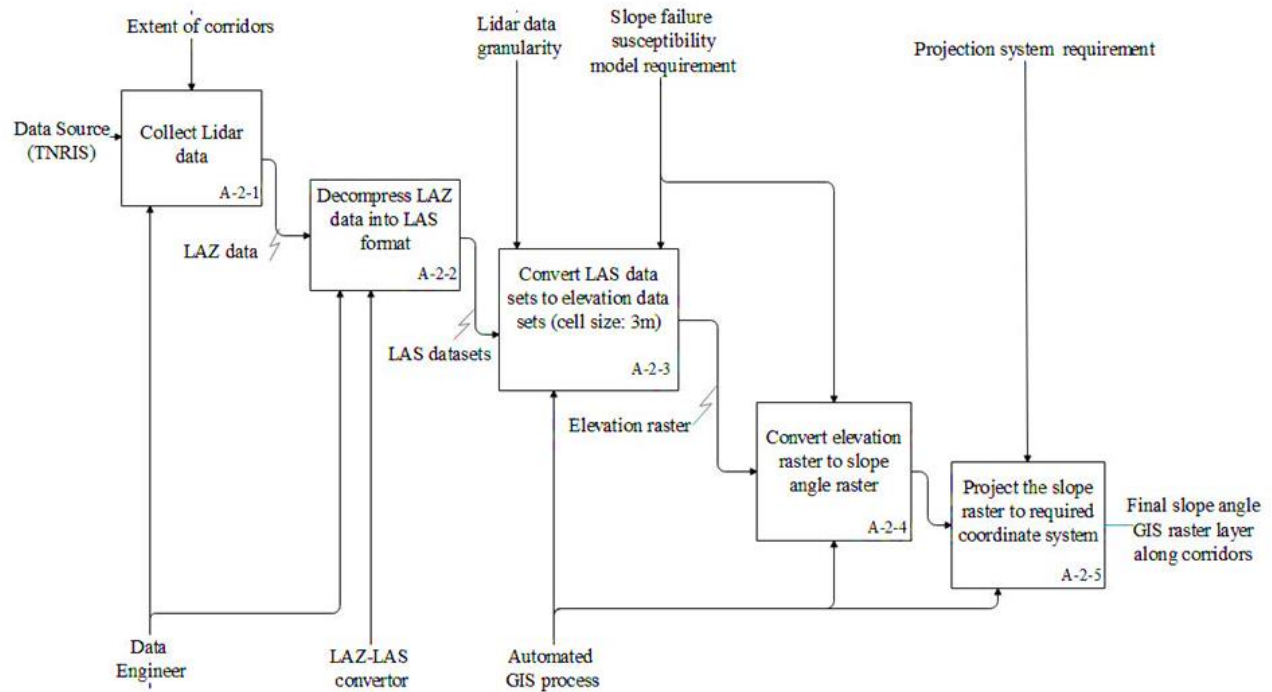 Extent of corridors
Lidar data
granularity
Slope failure
susceptibility
model requirement
Projection system requirement
Data Source
(TNRIS)
Collect Lidar
data
A-2-1
LAZ data
Decompress LAZ
data into LAS
format
A-2-2
LAS datasets
Convert LAS data
sets to elevation data
sets (cell size: 3m)
A-2-3
Elevation raster
Convert elevation
raster to slope
angle raster
A-2-4
Project the slope
raster to required
coordinate system
A-2-5
Final slope angle
GIS raster layer
along corridors
Data
Engineer
LAZ-LAS
convertor
Automated
GIS process